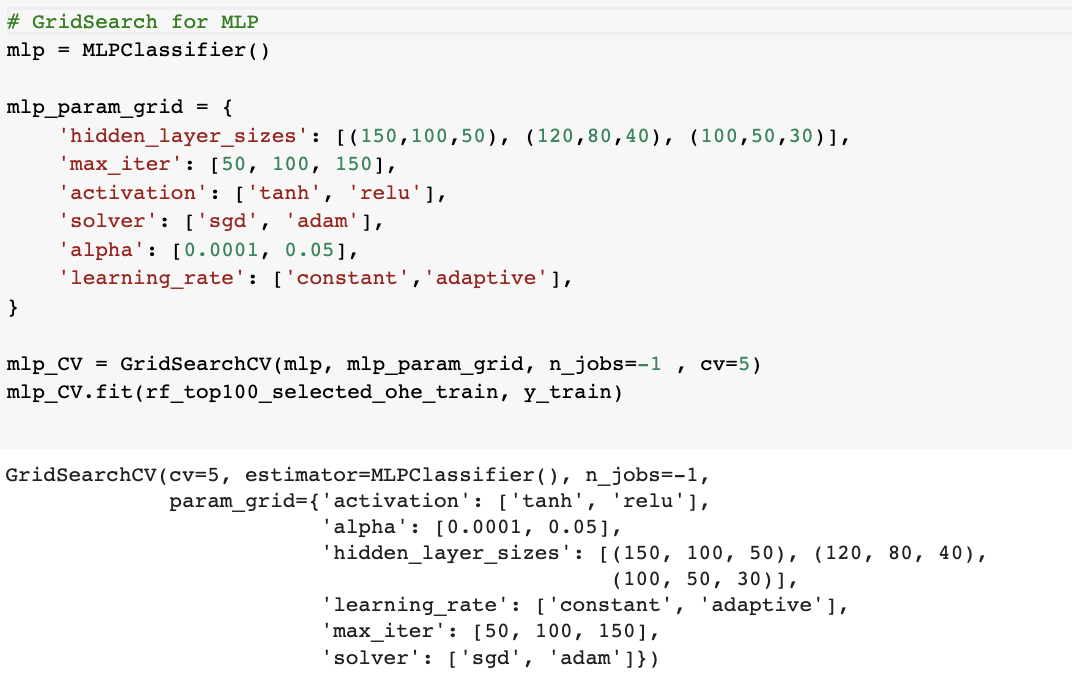 # GridSearch for MLP
mlp = MLPClassifier()
mlp_param_grid = {
    'hidden_layer_sizes': [(150,100,50), (120,80,40), (100,50,30)],
    'max_iter': [50, 100, 150],
    'activation': ['tanh', 'relu'],
    'solver': ['sgd', 'adam'],
    'alpha': [0.0001, 0.05],
    'learning_rate': ['constant','adaptive'],
}
mlp_CV = GridSearchCV(mlp, mlp_param_grid, n_jobs=-1 , cv=5)
mlp_CV.fit(rf_top100_selected_ohe_train, y_train)
GridSearchCV(cv=5, estimator=MLPClassifier(), n_jobs=-1,
             param_grid={'activation': ['tanh', 'relu'],
                         'alpha': [0.0001, 0.05],
                         'hidden_layer_sizes': [(150, 100, 50), (120, 80, 40),
                                                (100, 50, 30)],
                         'learning_rate': ['constant', 'adaptive'],
                         'max_iter': [50, 100, 150],
                         'solver': ['sgd', 'adam']})